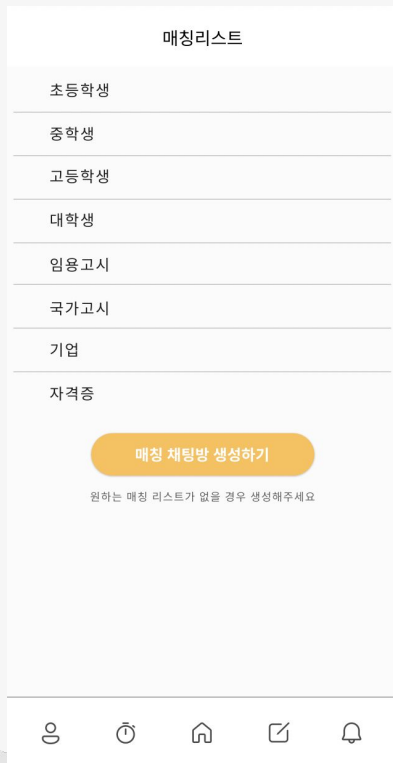 매칭리스트
초등학생
중학생
고등학생
대학생
임용고시
국가고시
기업
자격증
매칭 채팅방 생성하기
원하는 매칭 리스트가 없을 경우 생성해주세요